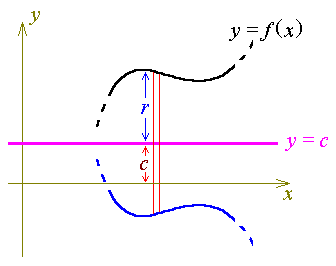 y
y = f(x)
r
y = c
c
x